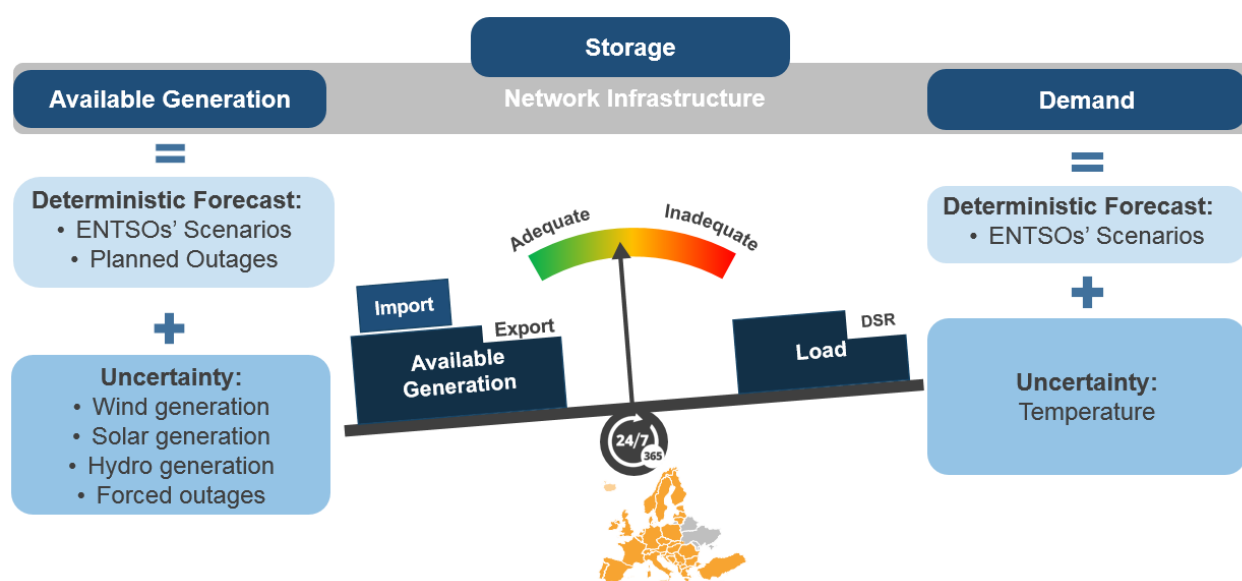 Storage
Available Generation
Network Infrastructure
Demand
Deterministic Forecast:
• ENTSOs’ Scenarios
• Planned Outages
Uncertainty:
• Wind generation
• Solar generation
• Hydro generation
• Forced outages
Adequate
Inadequate
Import
Export
Available
Generation
Load
DSR
24/7
365
Deterministic Forecast:
• ENTSOs’ Scenarios
Uncertainty:
Temperature